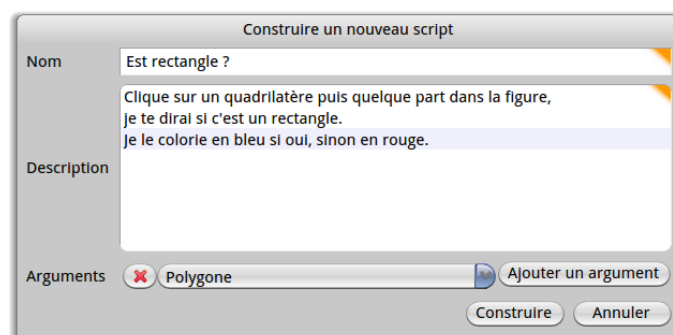 Construire un nouveau script
Nom
Est rectangle ?
Clique sur un quadrilatère puis quelque part dans la figure,
je te dirai si c'est un rectangle.
Je le colorie en bleu si oui, sinon en rouge.
Description
Arguments
Polygone
Ajouter un argument
Construire
Annuler